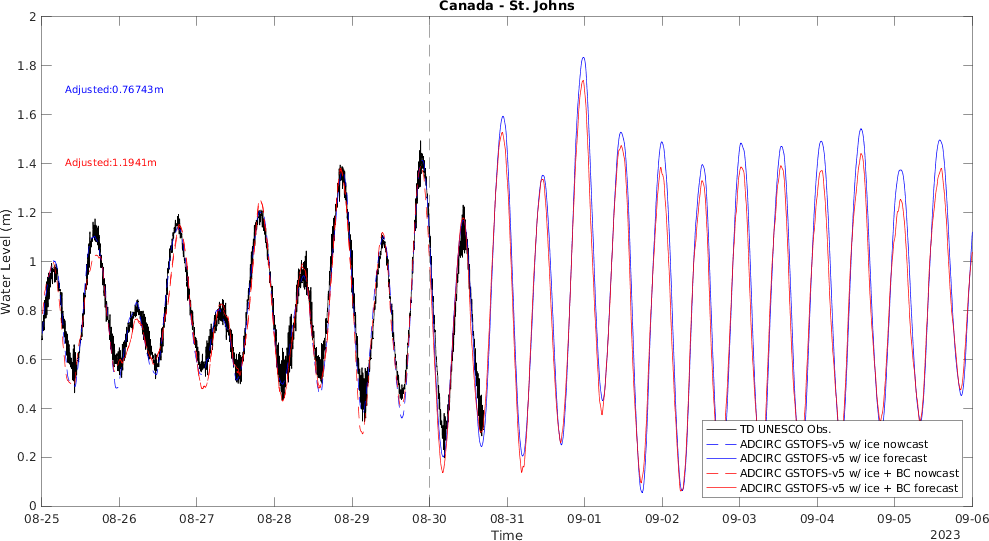 Canada - St. Johns
2
1.8
1.6
1.4
1.2
1
0.8
0.6
0.4
0.2
0
Water Level (m)
Adjusted:0.76743m
Adjusted:1.1941m
TD UNESCO Obs.
ADCIRC GSTOFS-v5 w/ ice nowcast
ADCIRC GSTOFS-v5 w/ ice forecast
ADCIRC GSTOFS-v5 w/ ice + BC nowcast
ADCIRC GSTOFS-v5 w/ ice + BC forecast
08-25 08-26 08-27 08-28 08-29 08-30 08-31 09-01 09-02 09-03 09-04 09-05 09-06
Time
2023